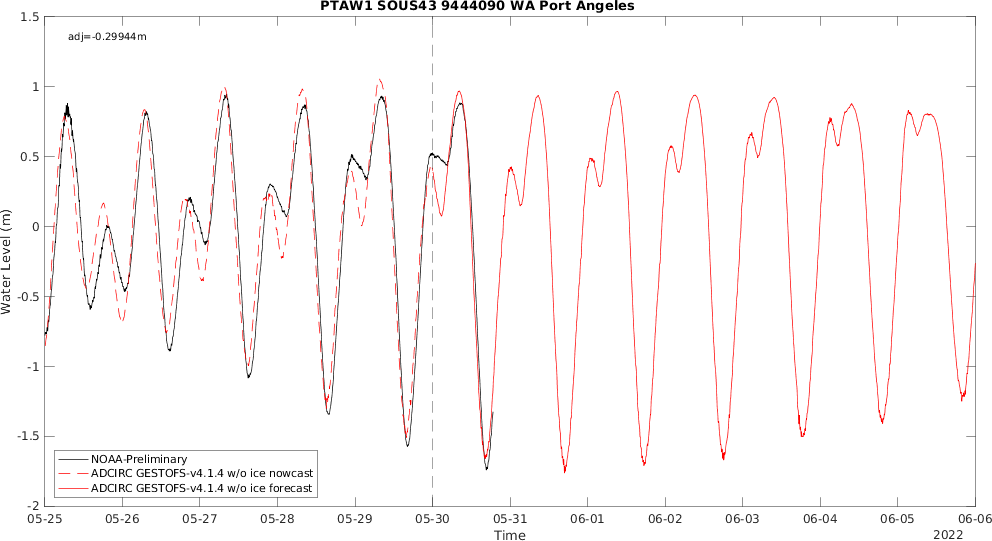 PTAW1 SOUS43 9444090 WA Port Angeles
adj=-0.29944m
1.5
1
0.5
0
-0.5
-1
-1.5
-2
Water Level (m)
NOAA-Preliminary
ADCIRC GESTOFS-v4.1.4 w/o ice nowcast
ADCIRC GESTOFS-v4.1.4 w/o ice forecast
05-25 05-26 05-27 05-28 05-29 05-30 05-31 06-01 06-02 06-03 06-04 06-05 06-06
Time
2022